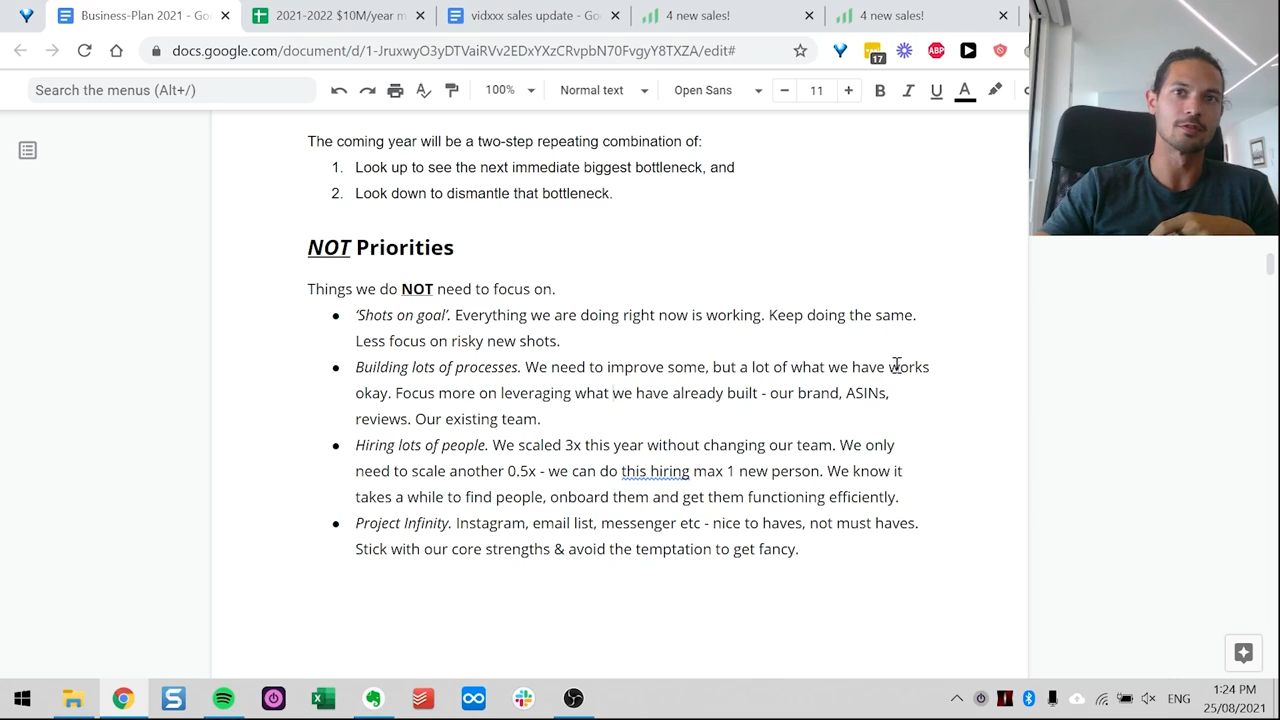 Business-Plan 2021 - Go
2021-2022 $10M/year m
vidxxx sales update - Go
4 new sales!
4 new sales!
docs.google.com/document/d/1-JruxwyO3yDTVaiRVv2EDxYXzCRvpbN70FvgyY8TXZA/edit#
ABP
17
Search the menus (Alt+/)
100%
Normal text
Open Sans
11
B
I
U
A
The coming year will be a two-step repeating combination of:
1. Look up to see the next immediate biggest bottleneck, and
2. Look down to dismantle that bottleneck.
NOT Priorities
Things we do NOT need to focus on.
● ‘Shots on goal’. Everything we are doing right now is working. Keep doing the same.
Less focus on risky new shots.
● Building lots of processes. We need to improve some, but a lot of what we have works
okay. Focus more on leveraging what we have already built - our brand, ASINs,
reviews. Our existing team.
● Hiring lots of people. We scaled 3x this year without changing our team. We only
need to scale another 0.5x - we can do this hiring max 1 new person. We know it
takes a while to find people, onboard them and get them functioning efficiently.
● Project Infinity. Instagram, email list, messenger etc - nice to haves, not must haves.
Stick with our core strengths & avoid the temptation to get fancy.
ENG
1:24 PM
25/08/2021